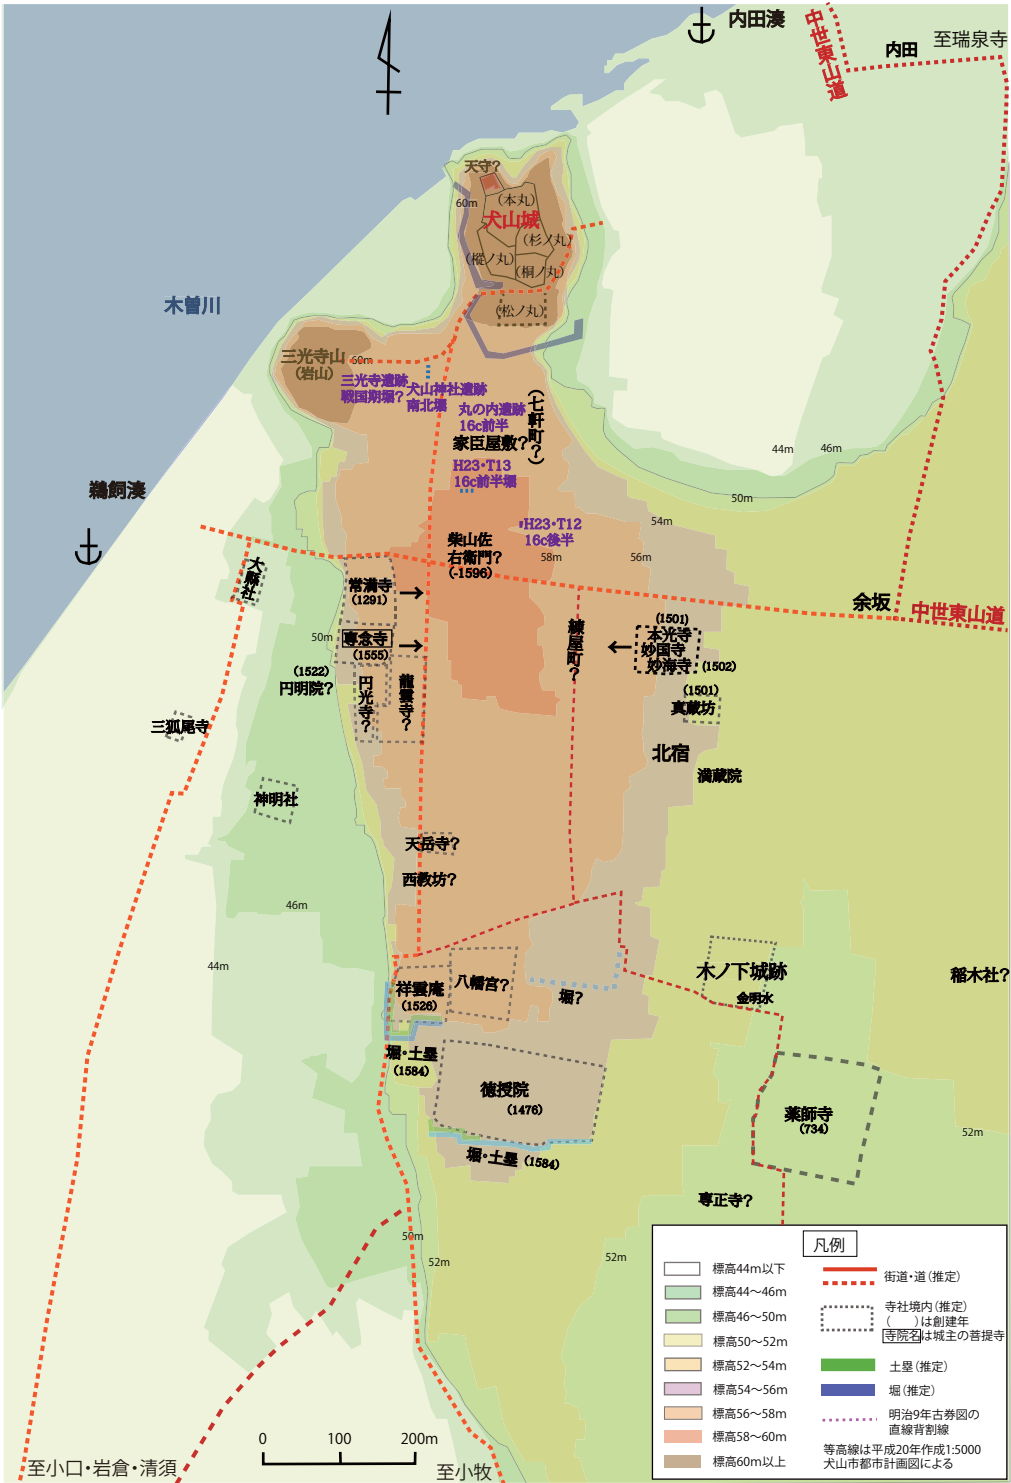 内田湊
中世東山道
内田
至瑞泉寺
天守?
60m
(本丸)
犬山城
(杉ノ丸)
(樅ノ丸)
(桐ノ丸)
(松ノ丸)
木曽川
三光寺山
(岩山)
60m
三光寺遺跡
戦国期堀?
犬山神社遺跡
南北堀
丸の内遺跡
16c前半
家臣屋敷?
(七軒町?)
H23・T13
16c前半堀
44m
46m
50m
鵜飼湊
54m
H23・T12
16c後半
柴山佐
右衛門?
(-1596)
58m
56m
大縣社
常満寺
(1291)
余坂
中世東山道
50m
専念寺
(1555)
練屋町?
(1501)
本光寺
妙国寺
妙海寺
(1502)
(1522)
円明院?
円光寺?
龍雲寺?
(1501)
真蔵坊
三狐尾寺
北宿
満蔵院
神明社
天岳寺?
西教坊?
46m
44m
祥雲庵
(1526)
八幡宮?
堀?
木ノ下城跡
金明水
稲木社?
堀・土塁
(1584)
徳授院
(1476)
薬師寺
(734)
52m
堀・土塁 (1584)
専正寺?
50m
52m
52m
凡例
標高44m以下
標高44～46m
標高46～50m
標高50～52m
標高52～54m
標高54～56m
標高56～58m
標高58～60m
標高60m以上
街道・道(推定)
寺社境内(推定)
(　　)は創建年
寺院名は城主の菩提寺
土塁(推定)
堀(推定)
明治9年古券図の
直線背割線
等高線は平成20年作成1:5000
犬山市都市計画図による
0 100 200m
至小口・岩倉・清須
至小牧